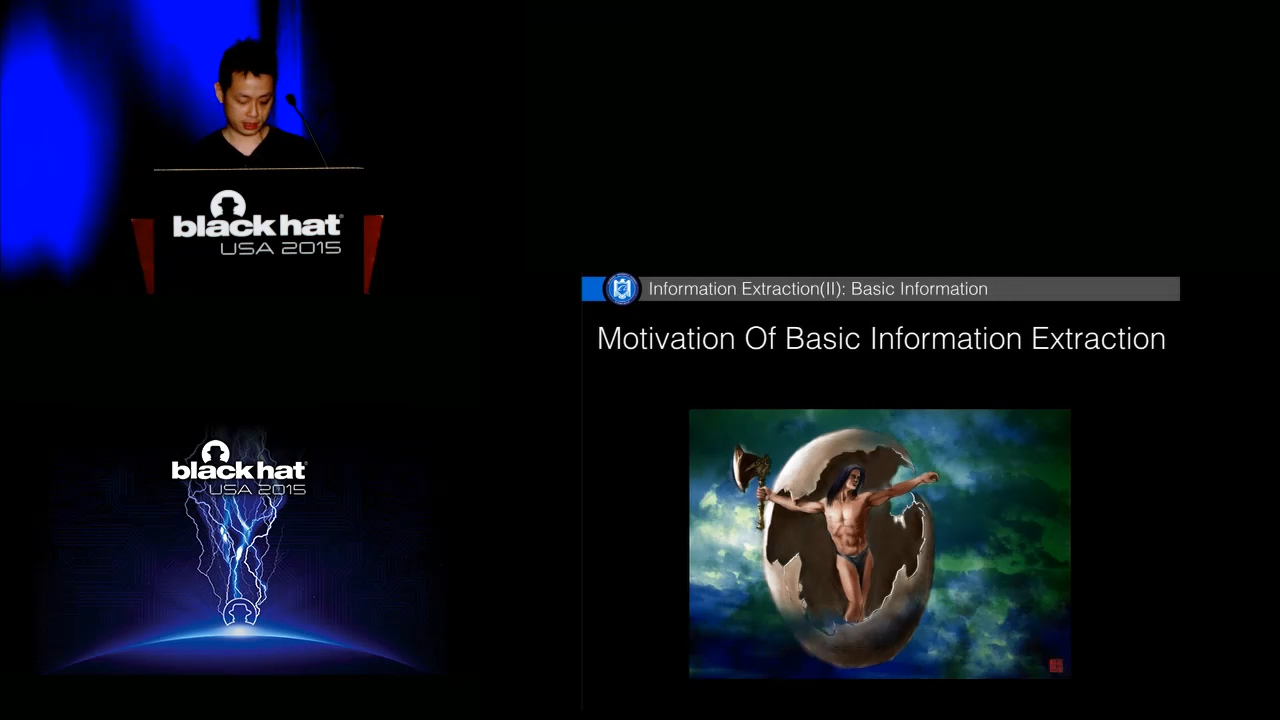 black hat
USA 2015
Information Extraction(II): Basic Information
Motivation Of Basic Information Extraction
black hat
USA 2015